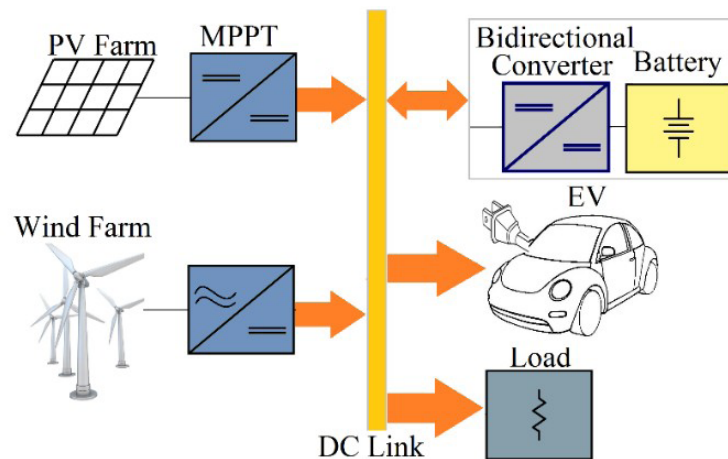 PV Farm
MPPT
Bidirectional
Converter
Battery
Wind Farm
EV
Load
DC Link